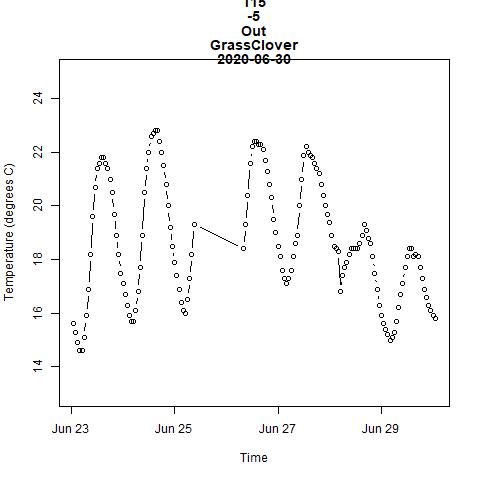 T15
-5
Out
GrassClover
2020-06-30
Temperature (degrees C)
24
22
20
18
16
14
Jun 23 Jun 25 Jun 27 Jun 29
Time